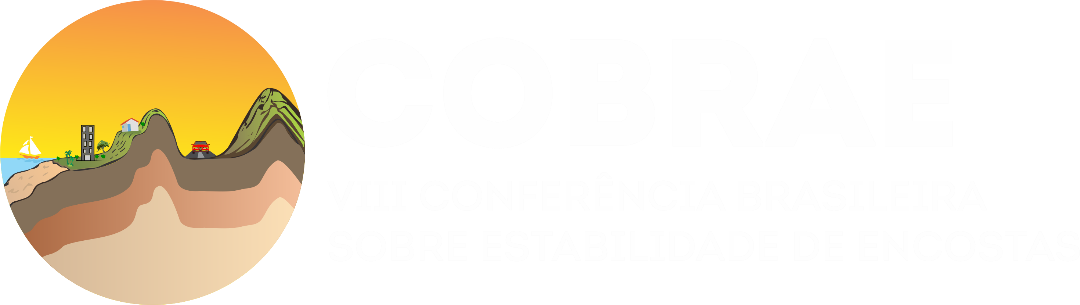 COBRAE
VIII CONFERÊNCIA BRASILEIRA
SOBRE ESTABILIDADE DE ENCOSTAS